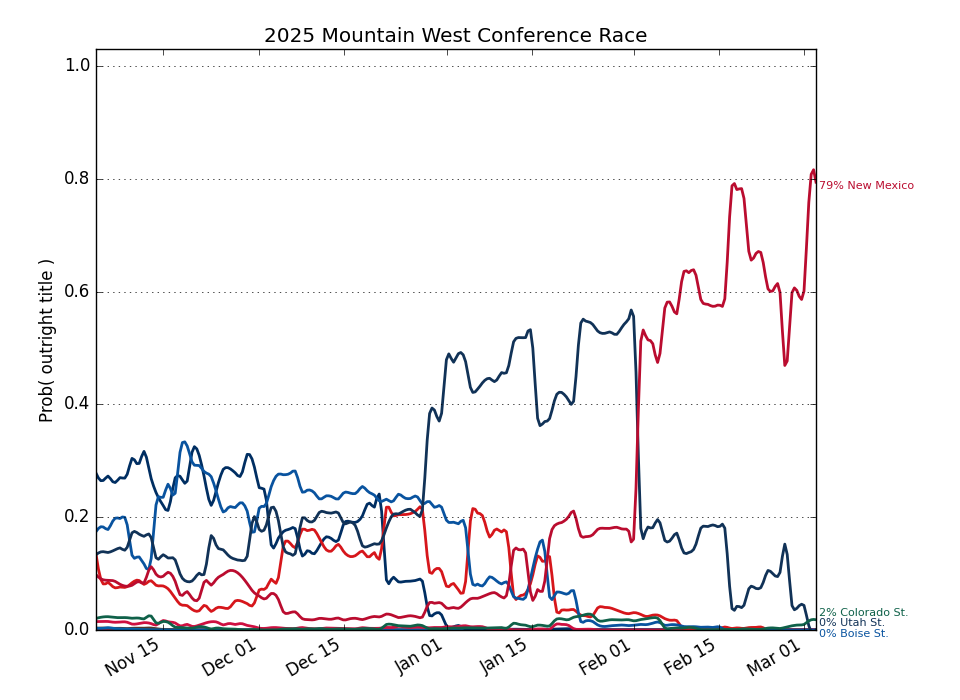 2025 Mountain West Conference Race
Prob( outright title )
1.0
0.8
0.6
0.4
0.2
0.0
79% New Mexico
2% Colorado St.
0% Utah St.
0% Boise St.
Nov 15
Dec 01
Dec 15
Jan 01
Jan 15
Feb 01
Feb 15
Mar 01